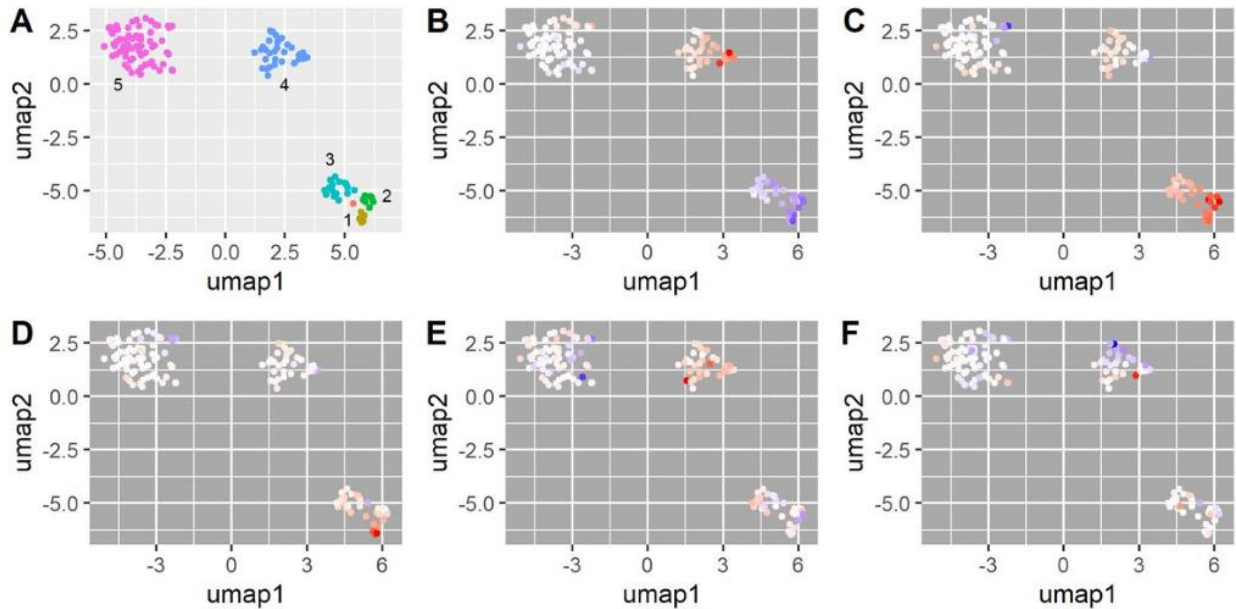 A B C
2.5 2.5 2.5
umap2 0.0 5 4 umap2 0.0 umap2 0.0
-2.5 -2.5 -2.5
3
-5.0 2 -5.0 -5.0
1
-5.0 -2.5 0.0 2.5 5.0 -3 0 3 6 -3 0 3 6
umap1 umap1 umap1
D E F
2.5 2.5 2.5
umap2 0.0 umap2 0.0 umap2 0.0
-2.5 -2.5 -2.5
-5.0 -5.0 -5.0
-3 0 3 6 -3 0 3 6 -3 0 3 6
umap1 umap1 umap1